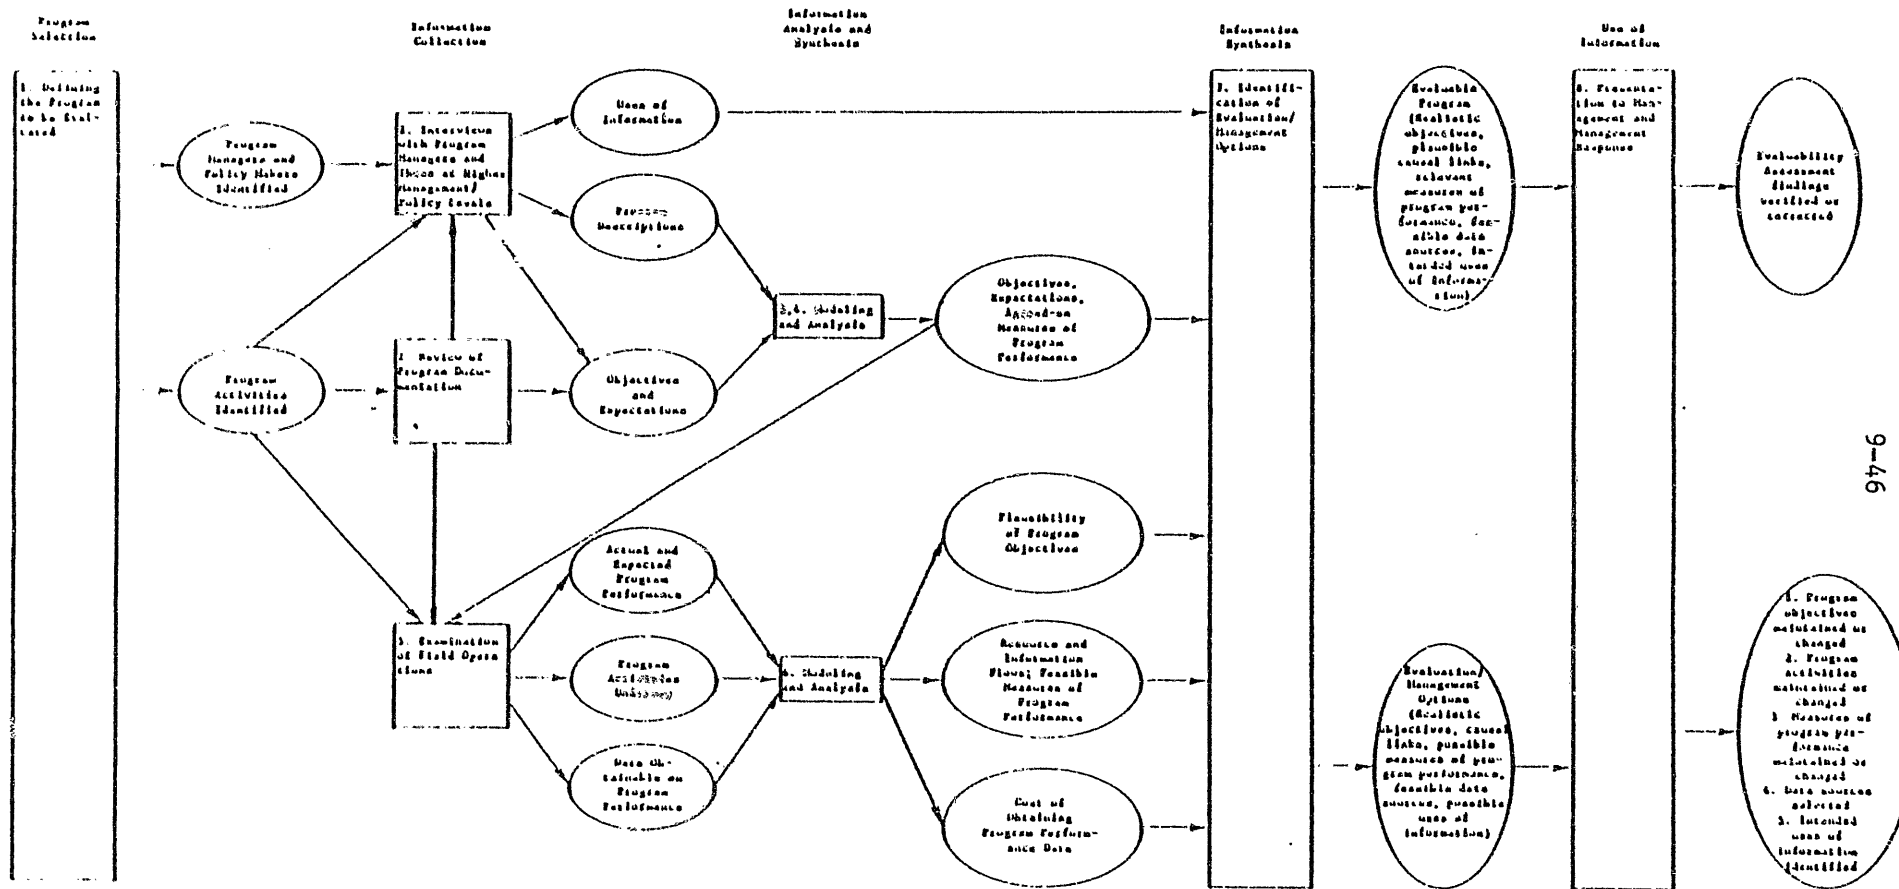 Program
Selection
Information
Collection
Information
Analysis and
Synthesis
Information
Synthesis
Use of
Information
1. Defining
the Program
to be Eval-
uated
Program
Managers and
Policy Makers
Identified
2. Interviews
with Program
Managers and
Those at Higher
Management/
Policy Levels
Uses of
Information
Program
Descriptions
Program
Activities
Identified
Review of
Program Docu-
mentation
Objectives
and
Expectations
Modeling
and Analysis
Objectives,
Expectations,
Agreed-on
Measures of
Program
Performance
5. Examination
of Field Opera
tions
Actual and
Expected
Program
Performance
Program
Activities
Data Ob-
tainable on
Program
Performance
6. Modeling
and Analysis
Plausibility
of Program
Objectives
Resource and
Information
Flows; Feasible
Measures of
Program
Performance
Cost of
Obtaining
Program Perform-
ance Data
7. Identifi-
cation of
Evaluation/
Management
Options
Evaluable
Program
(Realistic
objectives,
plausible
causal links,
relevant
measures of
program per-
formance, fea-
sible data
sources, in-
tended uses
of informa-
tion)
Evaluation/
Management
Options
(Realistic
objectives, causal
links, possible
measures of pro-
gram performance,
feasible data
sources, possible
uses of
information)
8. Presenta-
tion to Man-
agement and
Management
Response
Evaluability
Assessment
findings
verified or
corrected
1. Program
objectives
maintained or
changed
2. Program
activities
maintained or
changed
3. Measures of
program per-
formance
maintained or
changed
4. Data sources
selected
5. Intended
uses of
information
identified
9-46